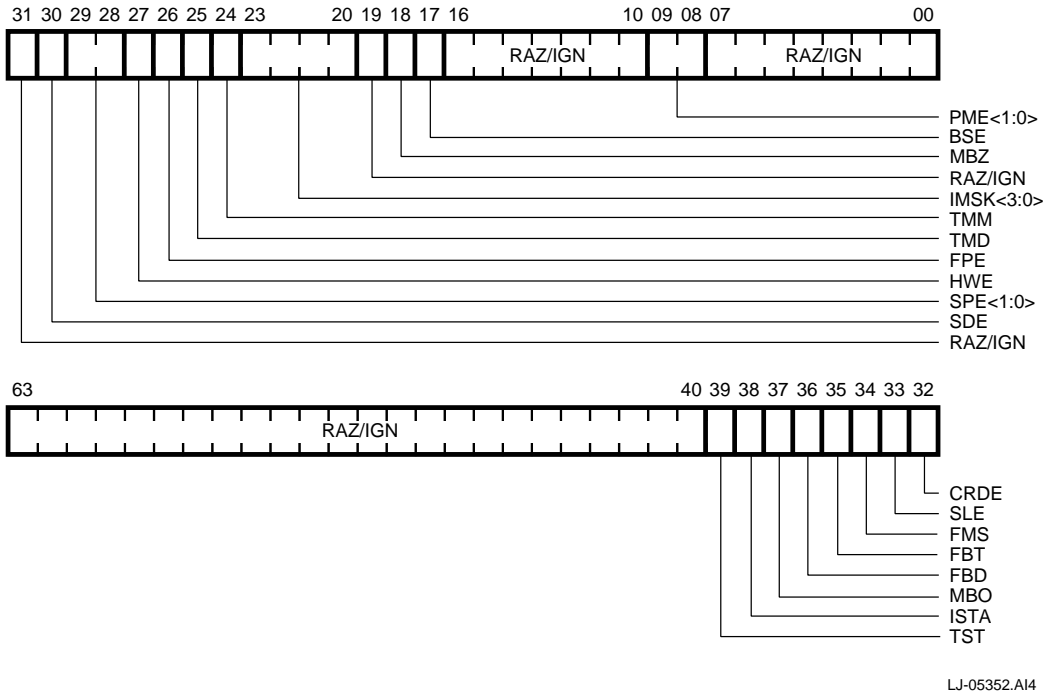 31 30 29 28 27 26 25 24 23 20 19 18 17 16 10 09 08 07 00
RAZ/IGN RAZ/IGN
PME<1:0>
BSE
MBZ
RAZ/IGN
IMSK<3:0>
TMM
TMD
FPE
HWE
SPE<1:0>
SDE
RAZ/IGN
63 40 39 38 37 36 35 34 33 32
RAZ/IGN
CRDE
SLE
FMS
FBT
FBD
MBO
ISTA
TST
LJ-05352.AI4